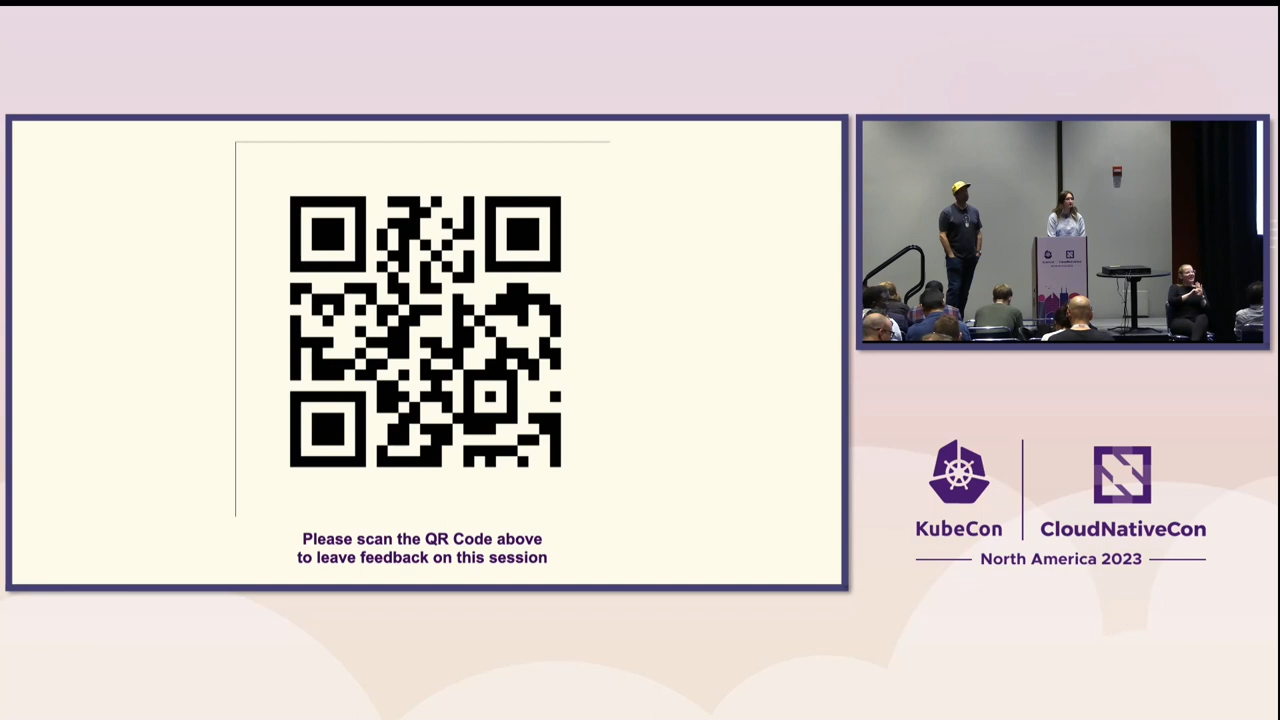 Please scan the QR Code above
to leave feedback on this session
KubeCon
CloudNativeCon
North America 2023